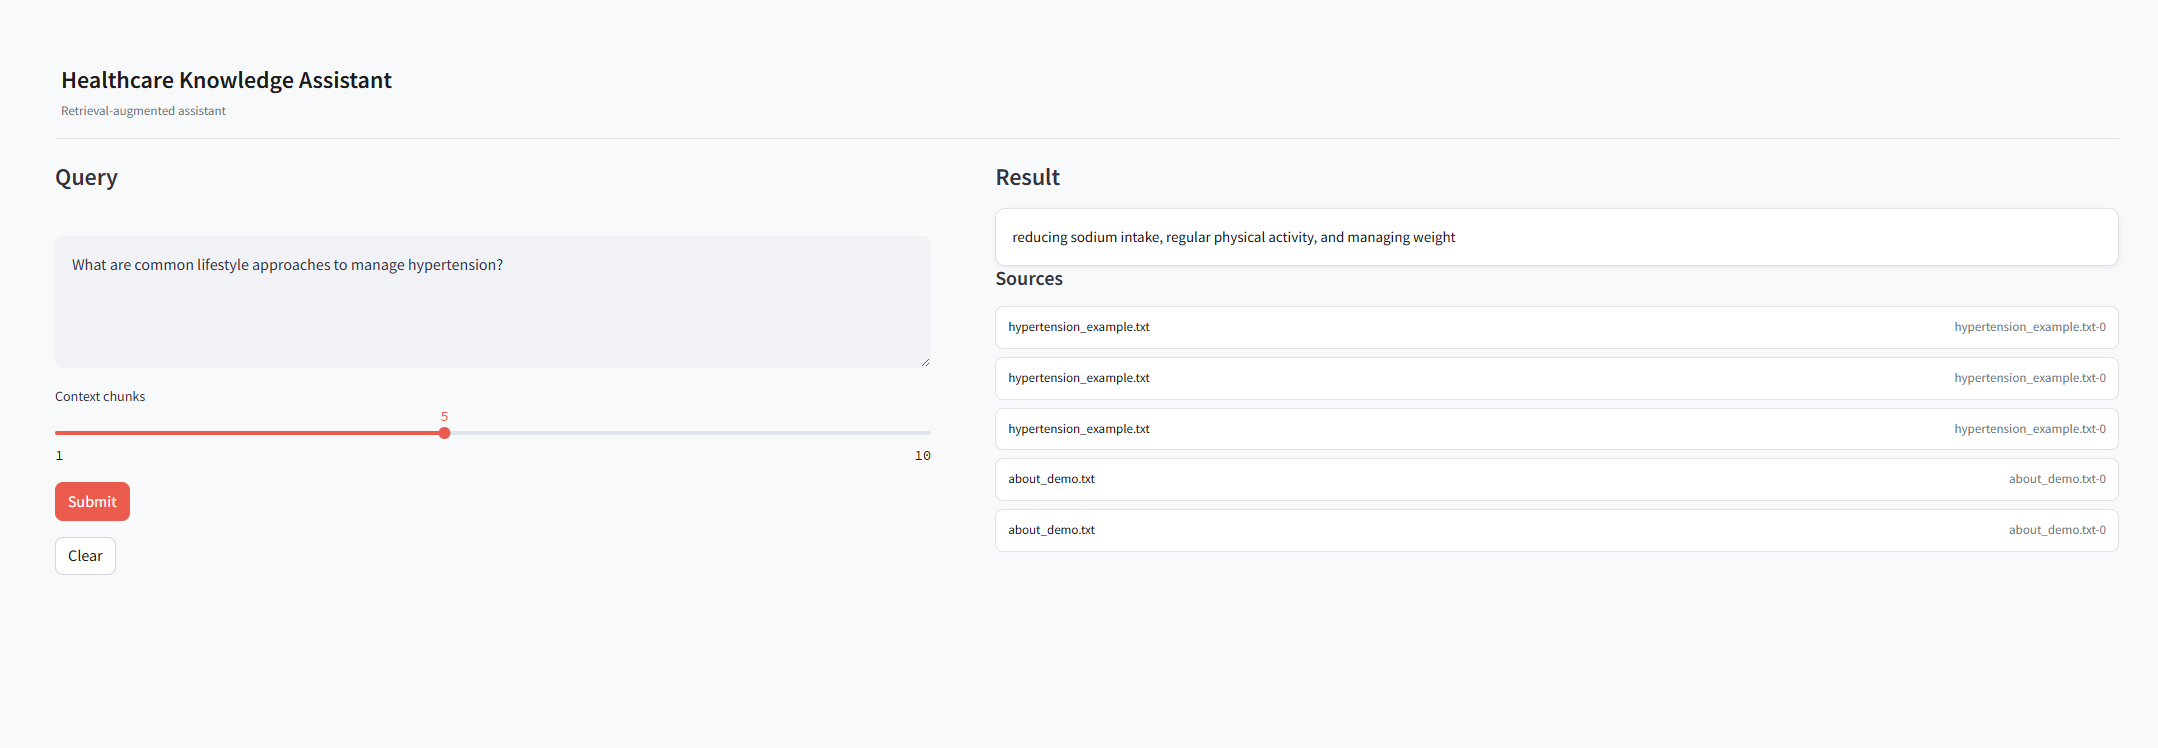 Healthcare Knowledge Assistant
Retrieval-augmented assistant
Query
What are common lifestyle approaches to manage hypertension?
Context chunks
5
1 10
Submit
Clear
Result
reducing sodium intake, regular physical activity, and managing weight
Sources
hypertension_example.txt hypertension_example.txt-0
hypertension_example.txt hypertension_example.txt-0
hypertension_example.txt hypertension_example.txt-0
about_demo.txt about_demo.txt-0
about_demo.txt about_demo.txt-0